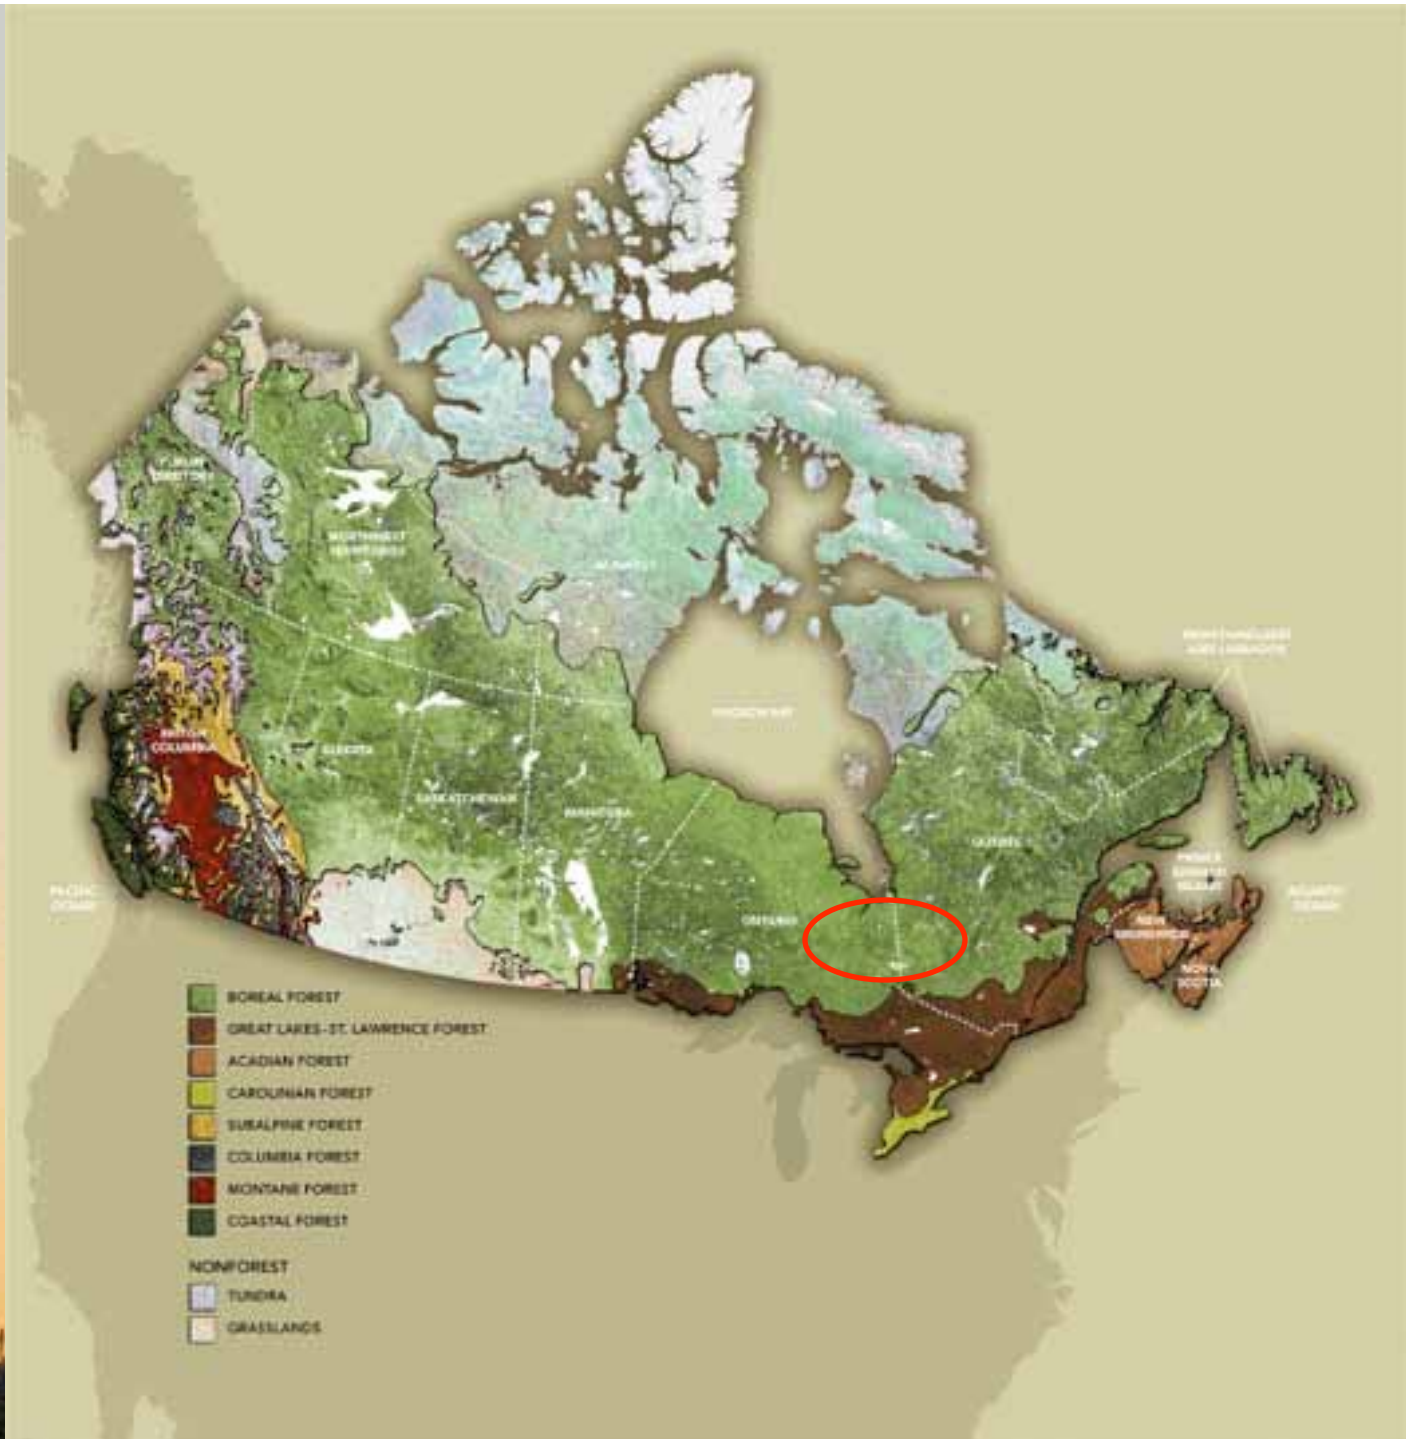 YUKON
TERRITORY
NORTHWEST
TERRITORIES
NUNAVUT
NEWFOUNDLAND
AND LABRADOR
HUDSON BAY
BRITISH
COLUMBIA
ALBERTA
SASKATCHEWAN
MANITOBA
ONTARIO
QUEBEC
PRINCE
EDWARD
ISLAND
PACIFIC
OCEAN
ATLANTIC
OCEAN
NEW
BRUNSWICK
NOVA
SCOTIA
BOREAL FOREST
GREAT LAKES–ST. LAWRENCE FOREST
ACADIAN FOREST
CAROLINIAN FOREST
SUBALPINE FOREST
COLUMBIA FOREST
MONTANE FOREST
COASTAL FOREST
NONFOREST
TUNDRA
GRASSLANDS